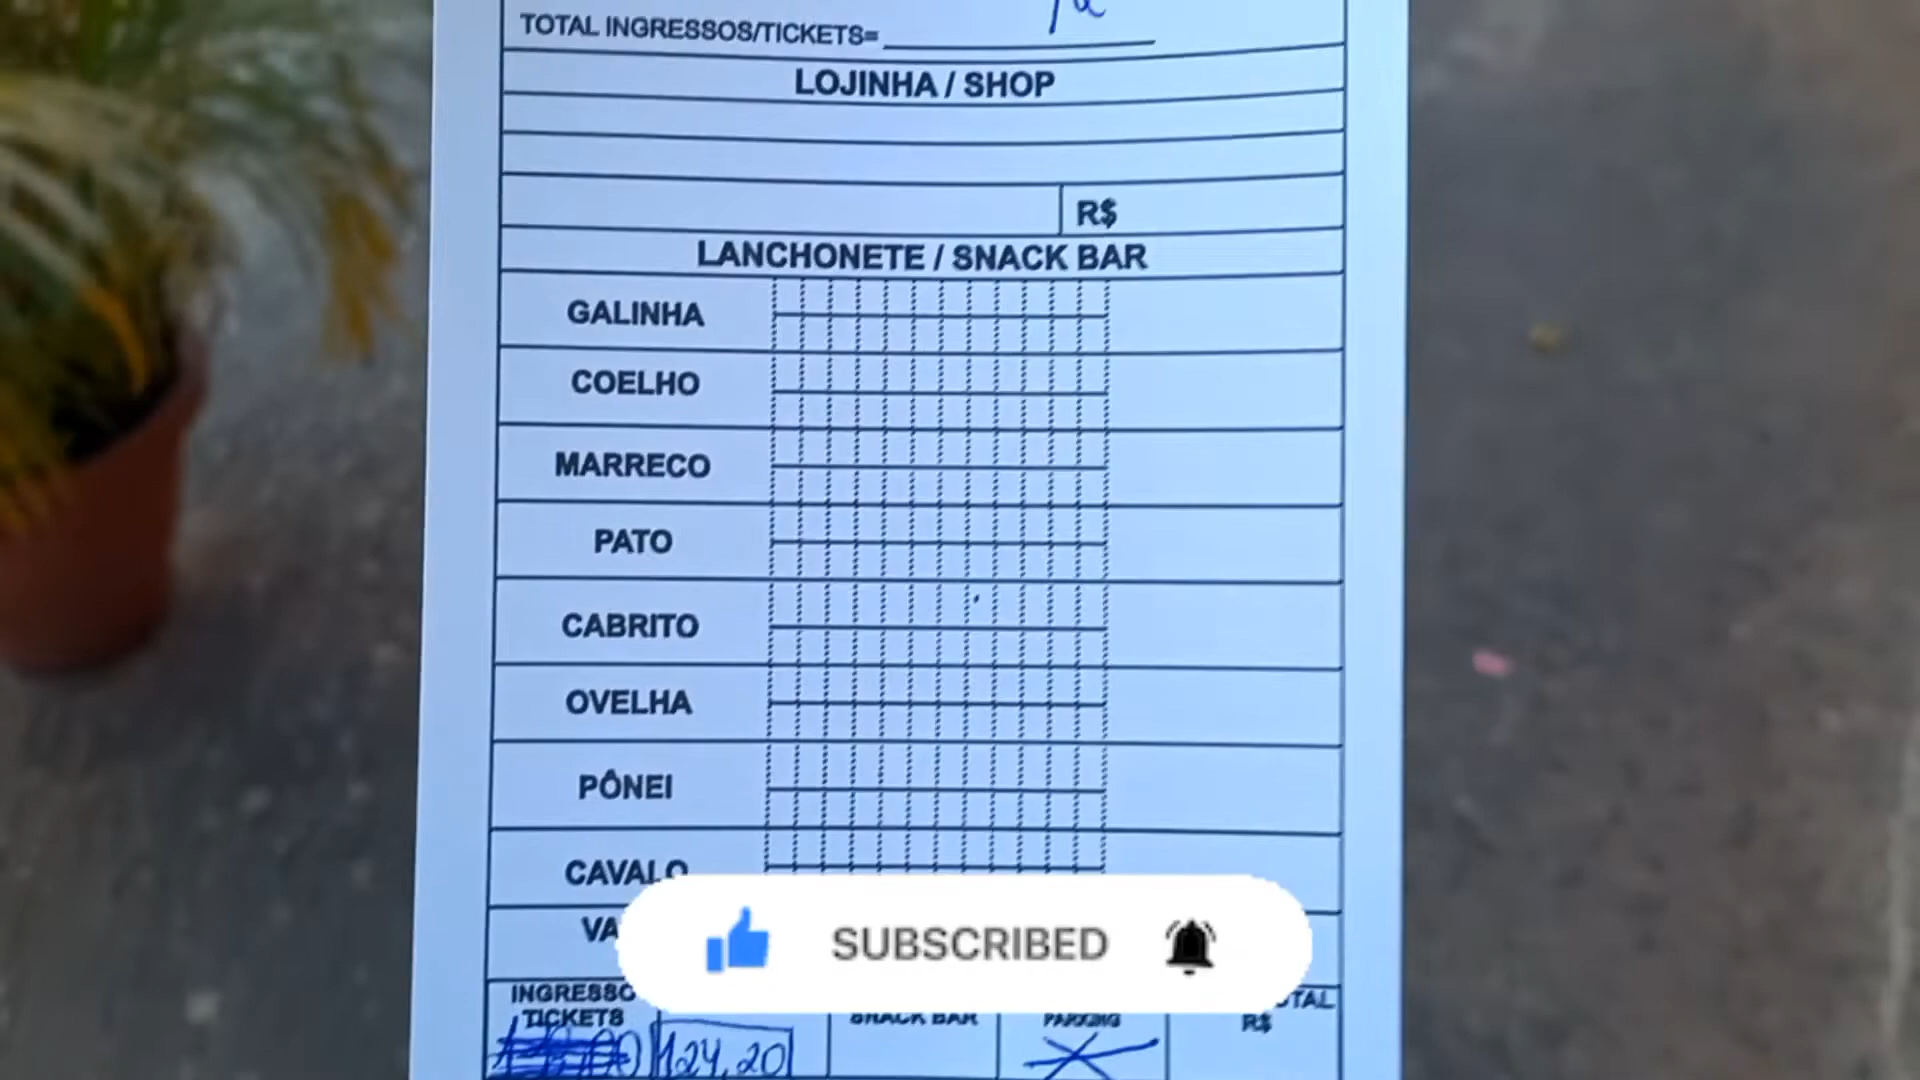 TOTAL INGRESSOS/TICKETS=
LOJINHA / SHOP
R$
LANCHONETE / SNACK BAR
GALINHA
COELHO
MARRECO
PATO
CABRITO
OVELHA
PÔNEI
CAVALO
VA
SUBSCRIBED
INGRESSO
TICKETS
SNACK BAR
PARKING
TAL
R$
124,20